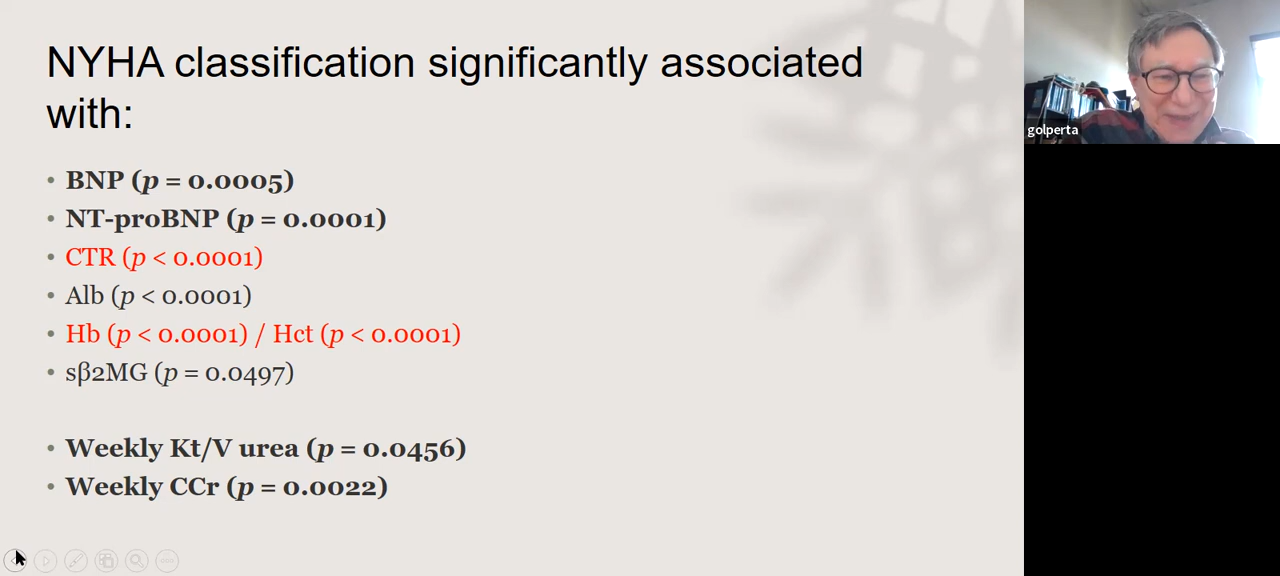 NYHA classification significantly associated
with:
• BNP (p = 0.0005)
• NT-proBNP (p = 0.0001)
• CTR (p < 0.0001)
• Alb (p < 0.0001)
• Hb (p < 0.0001) / Hct (p < 0.0001)
• sβ2MG (p = 0.0497)
• Weekly Kt/V urea (p = 0.0456)
• Weekly CCr (p = 0.0022)
golperta